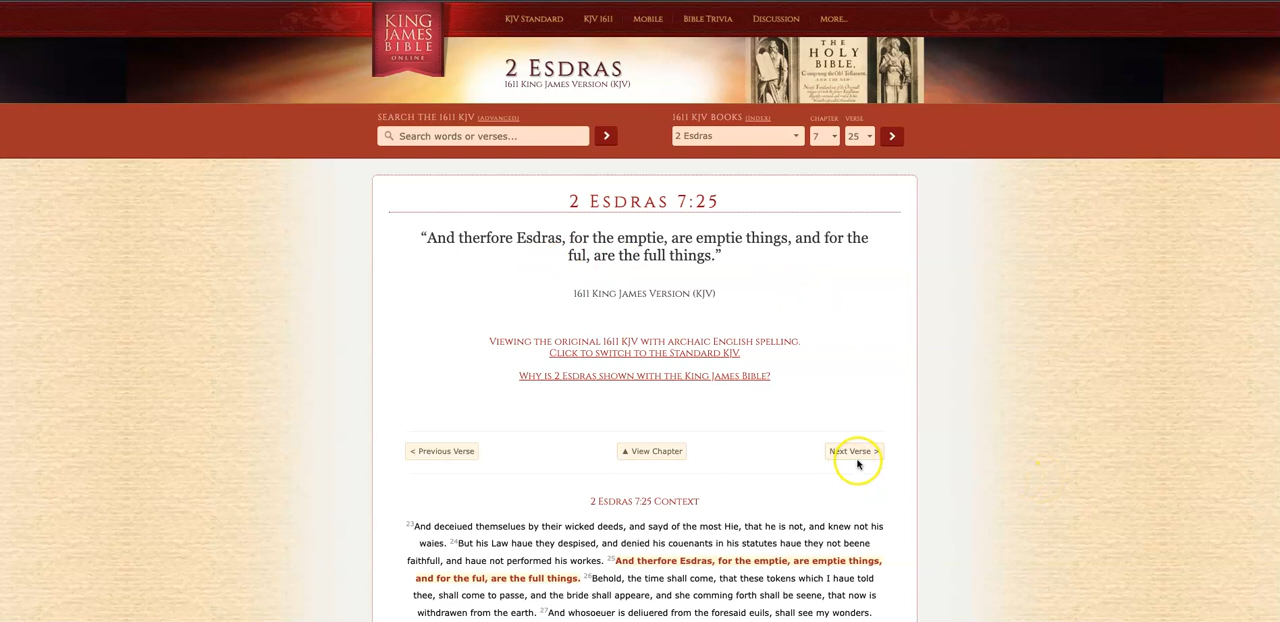 KING
JAMES
BIBLE
ONLINE
KJV STANDARD
KJV 1611
MOBILE
BIBLE TRIVIA
DISCUSSION
MORE...
2 ESDRAS
1611 KING JAMES VERSION (KJV)
THE
HOLY
BIBLE,
SEARCH THE 1611 KJV (ADVANCED)
Search words or verses...
1611 KJV BOOKS (INDEX)
CHAPTER
VERSE
2 Esdras
7
25
2 ESDRAS 7:25
“And therfore Esdras, for the emptie, are emptie things, and for the
ful, are the full things.”
1611 KING JAMES VERSION (KJV)
VIEWING THE ORIGINAL 1611 KJV WITH ARCHAIC ENGLISH SPELLING.
CLICK TO SWITCH TO THE STANDARD KJV.
WHY IS 2 ESDRAS SHOWN WITH THE KING JAMES BIBLE?
< Previous Verse
▲ View Chapter
Next Verse >
2 ESDRAS 7:25 CONTEXT
23And deceiued themselues by their wicked deeds, and sayd of the most Hie, that he is not, and knew not his
waies. 24But his Law haue they despised, and denied his couenants in his statutes haue they not beene
faithfull, and haue not performed his workes. 25And therfore Esdras, for the emptie, are emptie things,
and for the ful, are the full things. 26Behold, the time shall come, that these tokens which I haue told
thee, shall come to passe, and the bride shall appeare, and she comming forth shall be seene, that now is
withdrawen from the earth. 27And whosoeuer is deliuered from the foresaid euils, shall see my wonders.